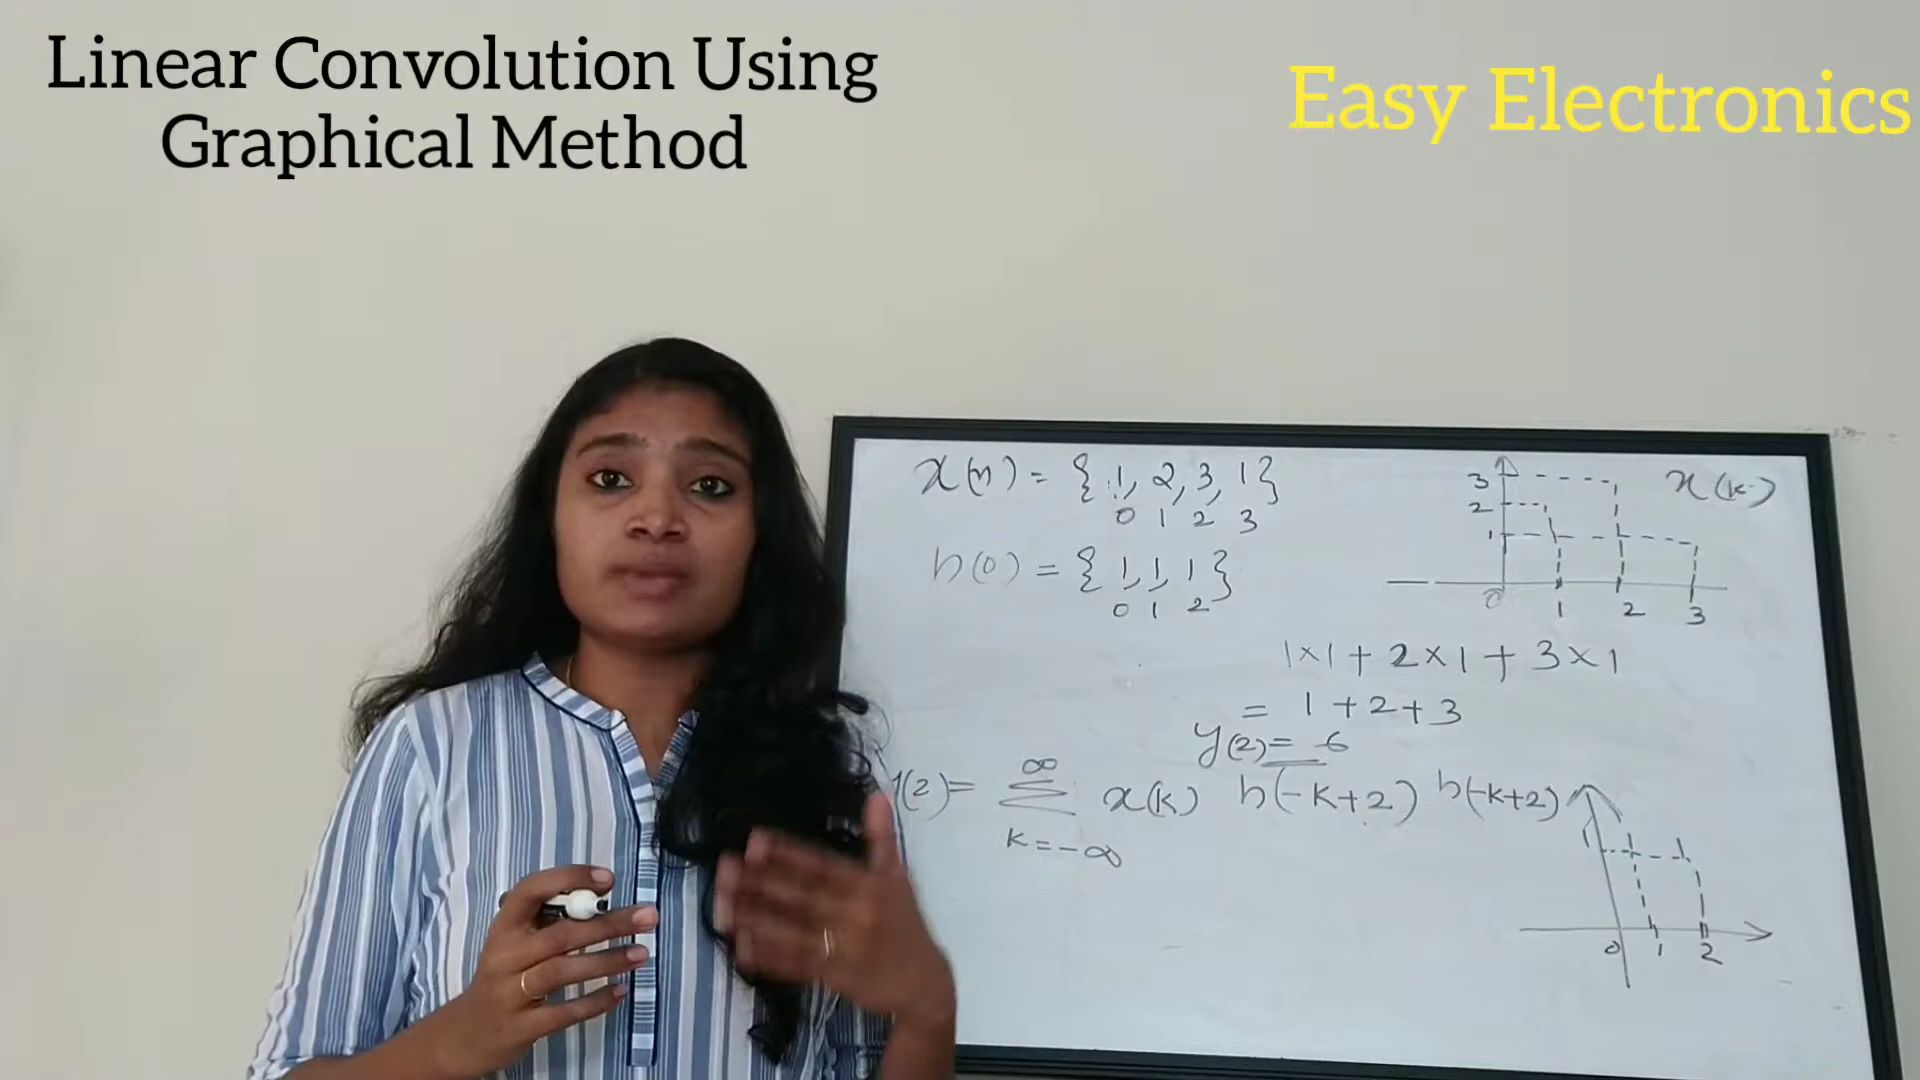 Linear Convolution Using
Graphical Method
Easy Electronics
x(n) = {1, 2, 3, 1}
0 1 2 3
h(0) = {1, 1, 1}
0 1 2
x(k)
3
2
1
0 1 2 3
1×1 + 2×1 + 3×1
= 1+2+3
y(2) = 6
(2) = ∞ Σ k=-∞ x(k) h(-k+2)
h(-k+2)
0 1 2